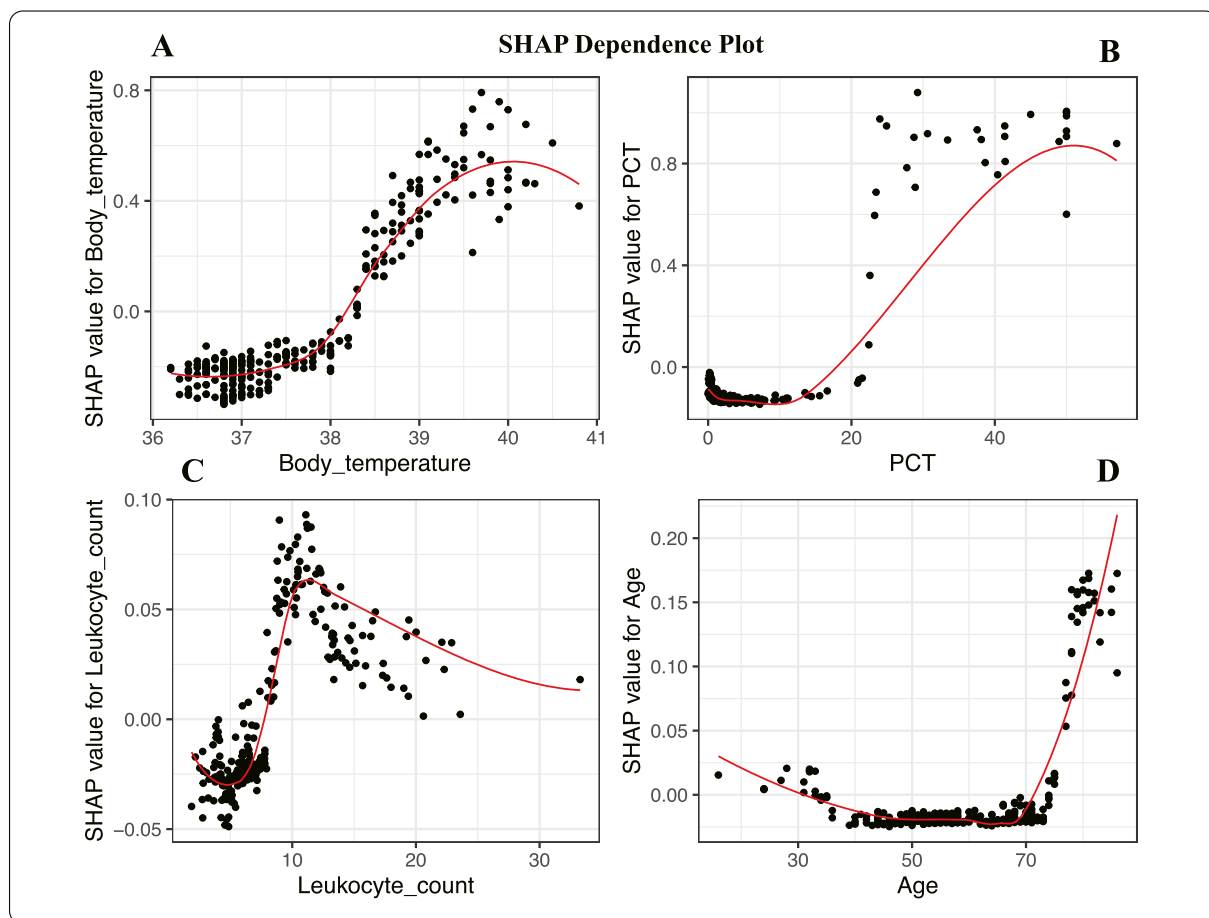 A
SHAP Dependence Plot
B
SHAP value for Body_temperature
0.8
0.4
0.0
36
37
38
39
40
41
Body_temperature
SHAP value for PCT
0.8
0.4
0.0
0
20
40
PCT
C
SHAP value for Leukocyte_count
0.10
0.05
0.00
−0.05
10
20
30
Leukocyte_count
D
SHAP value for Age
0.20
0.15
0.10
0.05
0.00
30
50
70
Age